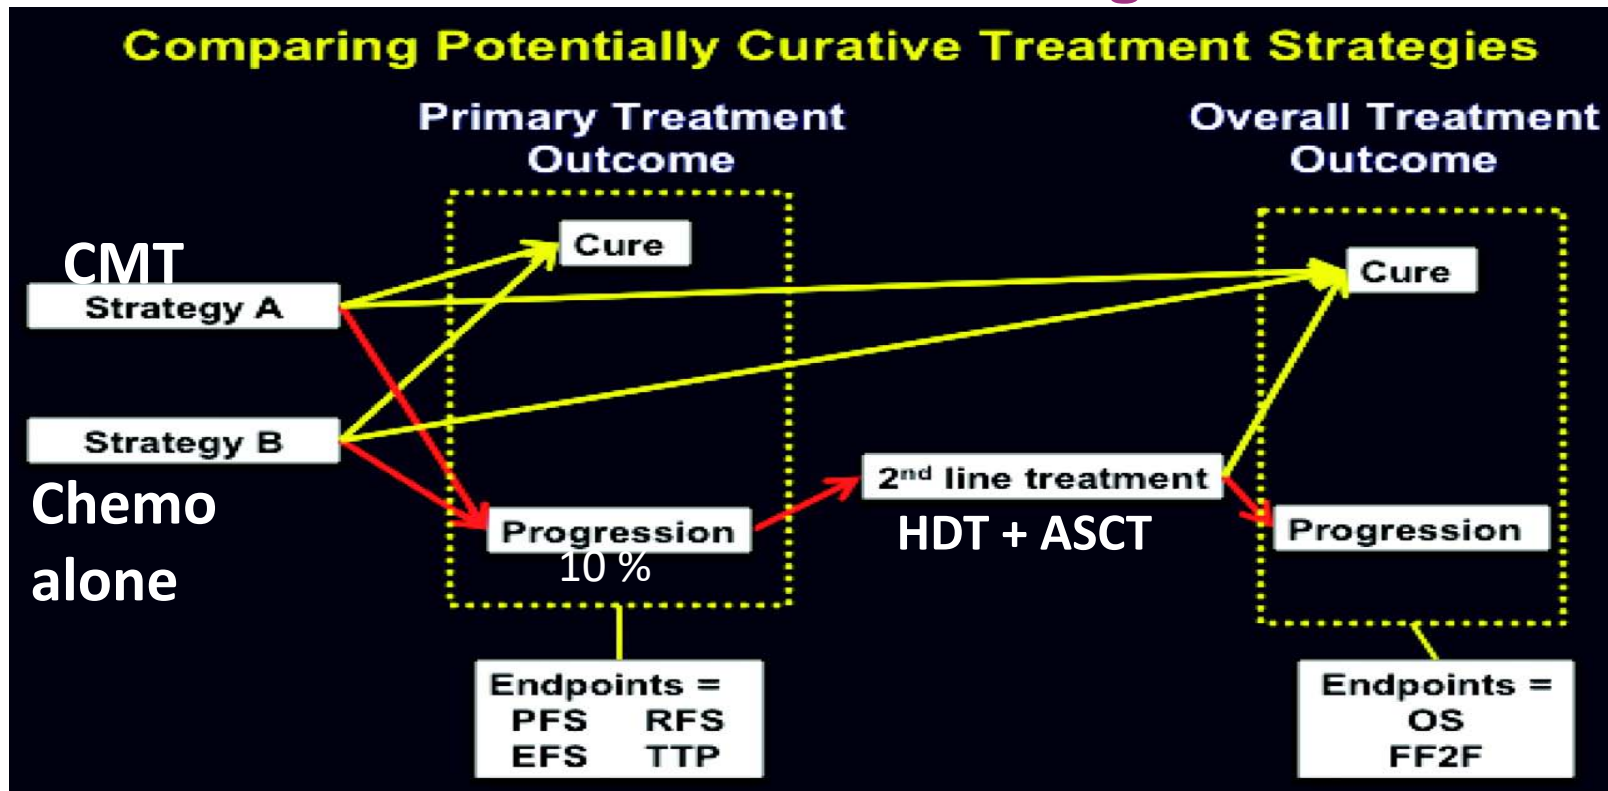 Comparing Potentially Curative Treatment Strategies
Primary Treatment
Outcome
Overall Treatment
Outcome
Cure
Cure
CMT
Strategy A
Strategy B
Chemo
alone
2nd line treatment
HDT + ASCT
Progression
10 %
Progression
Endpoints =
PFS RFS
EFS TTP
Endpoints =
OS
FF2F